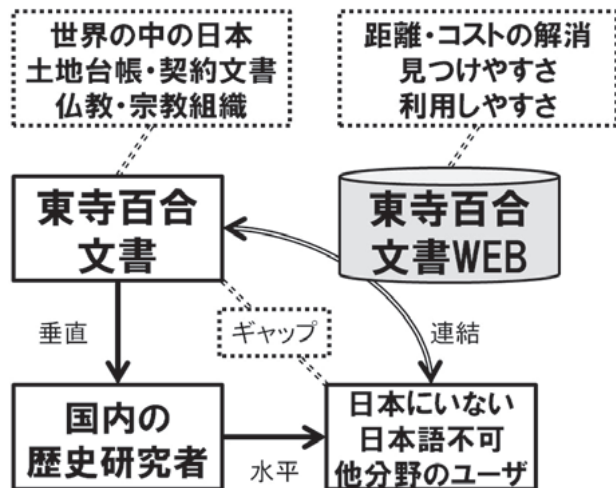 世界の中の日本
土地台帳・契約文書
仏教・宗教組織
距離・コストの解消
見つけやすさ
利用しやすさ
東寺百合
文書
東寺百合
文書WEB
垂直
ギャップ
連結
国内の
歴史研究者
水平
日本にいない
日本語不可
他分野のユーザ